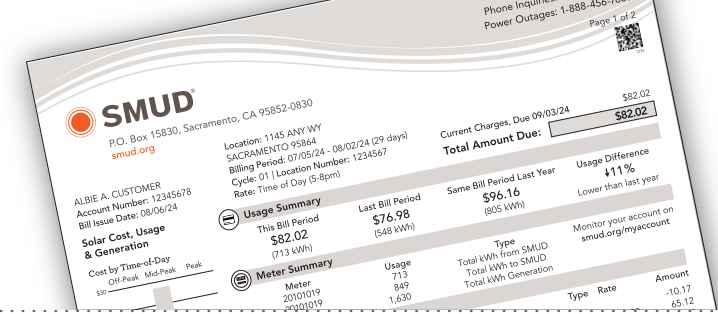 Phone Inquiries:
Power Outages: 1-888-456-
Page 1 of 2
SMUD®
P.O. Box 15830, Sacramento, CA 95852-0830
smud.org
Location: 1145 ANY WY
SACRAMENTO 95864
Billing Period: 07/05/24 - 08/02/24 (29 days)
Cycle: 01 | Location Number: 1234567
Rate: Time of Day (5-8pm)
$82.02
Current Charges, Due 09/03/24
Total Amount Due: $82.02
ALBIE A. CUSTOMER
Account Number: 12345678
Bill Issue Date: 08/06/24
Usage Summary
This Bill Period
$82.02
(713 kWh)
Last Bill Period
$76.98
(548 kWh)
Same Bill Period Last Year
$96.16
(805 kWh)
Usage Difference
↓11%
Lower than last year
Solar Cost, Usage
& Generation
Cost by Time-of-Day
Off-Peak Mid-Peak Peak
$30
Meter Summary
Meter Usage Type
20101019 713 Total kWh from SMUD
20101019 849 Total kWh to SMUD
1,630 Total kWh Generation
Monitor your account on
smud.org/myaccount
Type Rate Amount
-10.17
65.12